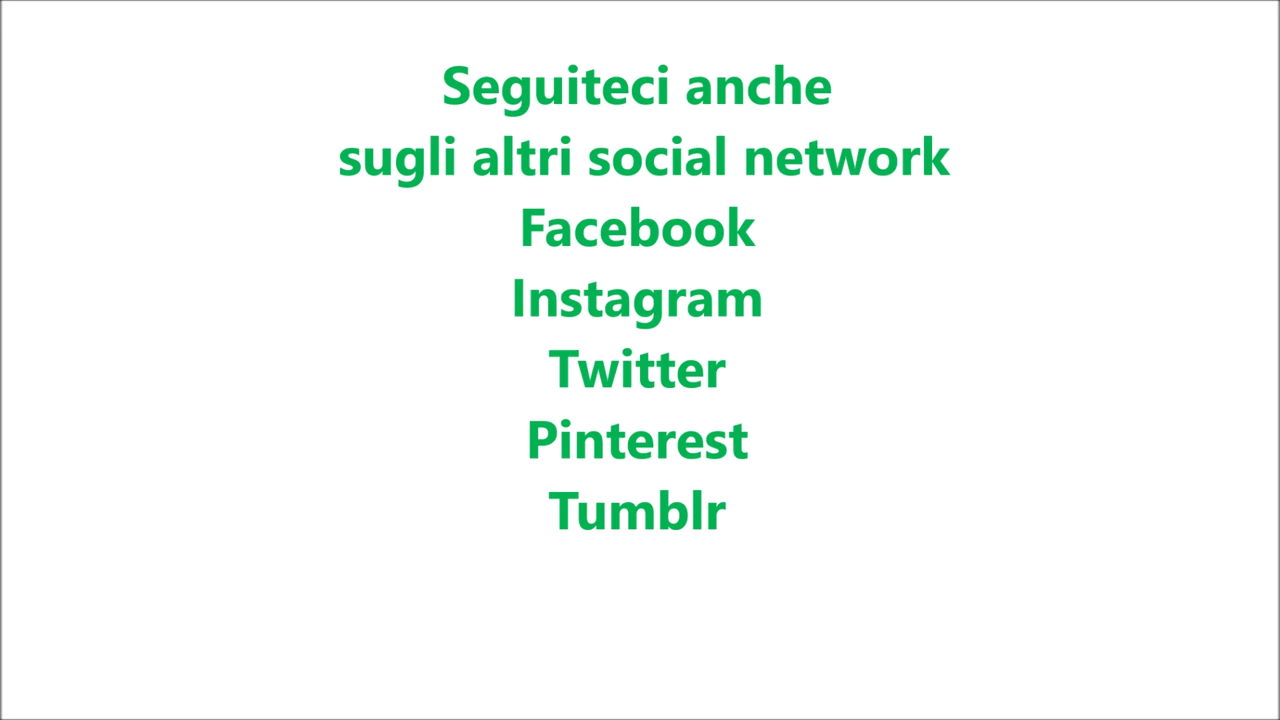 Seguiteci anche
sugli altri social network
Facebook
Instagram
Twitter
Pinterest
Tumblr